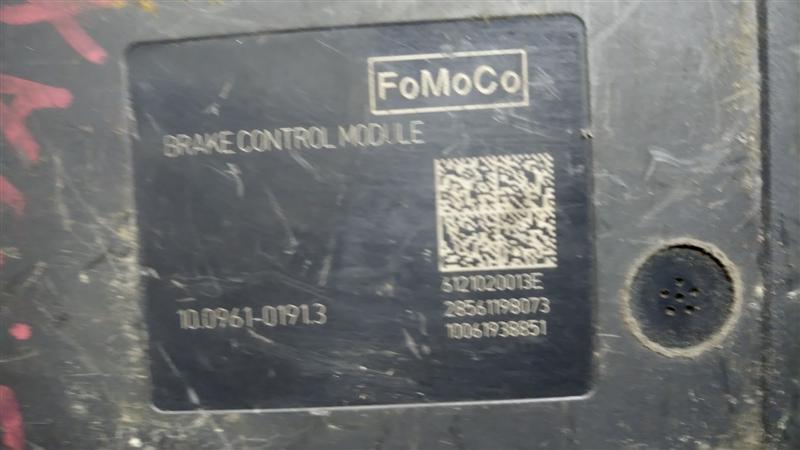 FoMoCo
BRAKE CONTROL MODULE
6121020013E
28561198073
10061938851
10.0961-0191.3